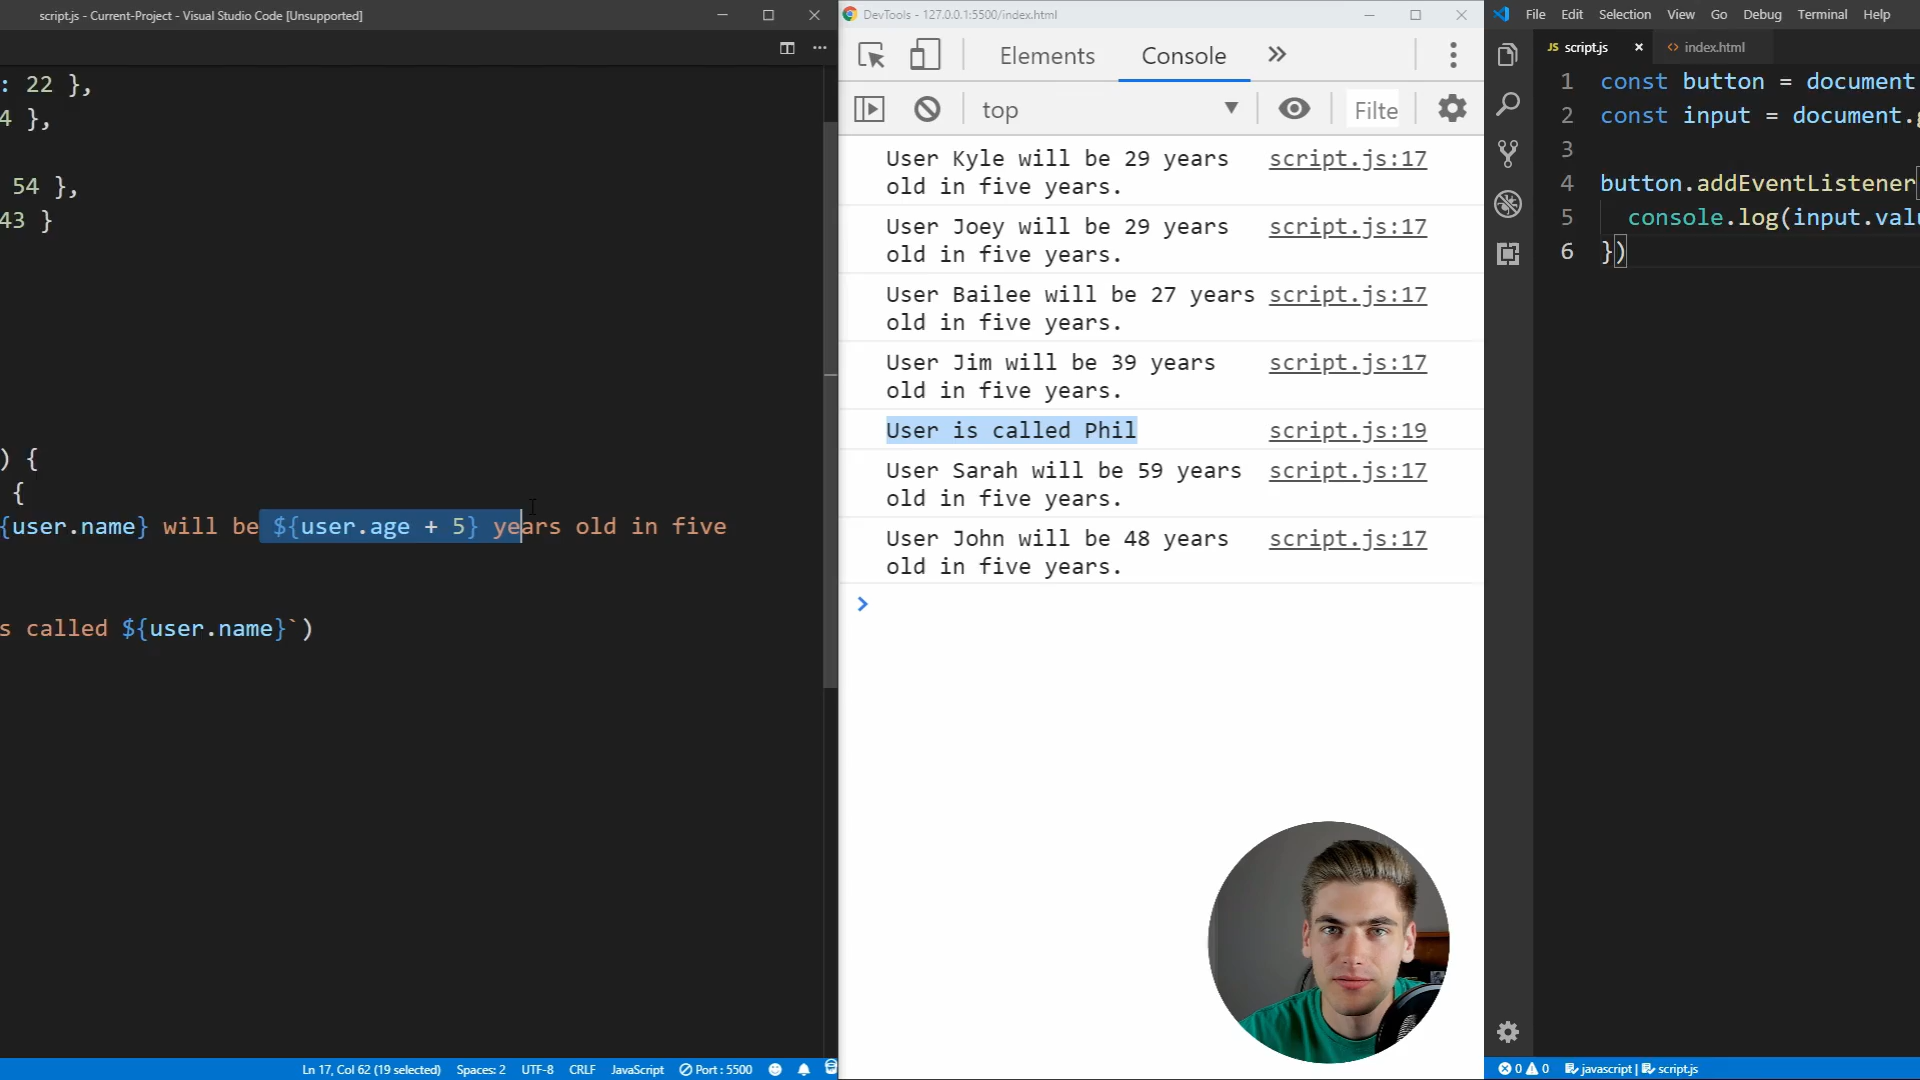 script.js - Current-Project - Visual Studio Code [Unsupported]
: 22 },
4 },
54 },
43 }
) {
{
{user.name} will be ${user.age + 5} years old in five
s called ${user.name}`)
Ln 17, Col 62 (19 selected) Spaces: 2 UTF-8 CRLF JavaScript Port : 5500
DevTools - 127.0.0.1:5500/index.html
Elements Console »
top Filte
User Kyle will be 29 years script.js:17
old in five years.
User Joey will be 29 years script.js:17
old in five years.
User Bailee will be 27 years script.js:17
old in five years.
User Jim will be 39 years script.js:17
old in five years.
User is called Phil script.js:19
User Sarah will be 59 years script.js:17
old in five years.
User John will be 48 years script.js:17
old in five years.
>
File Edit Selection View Go Debug Terminal Help
JS script.js × <> index.html
1 const button = document
2 const input = document.g
3
4 button.addEventListener
5 console.log(input.valu
6 })
0 0 javascript | script.js